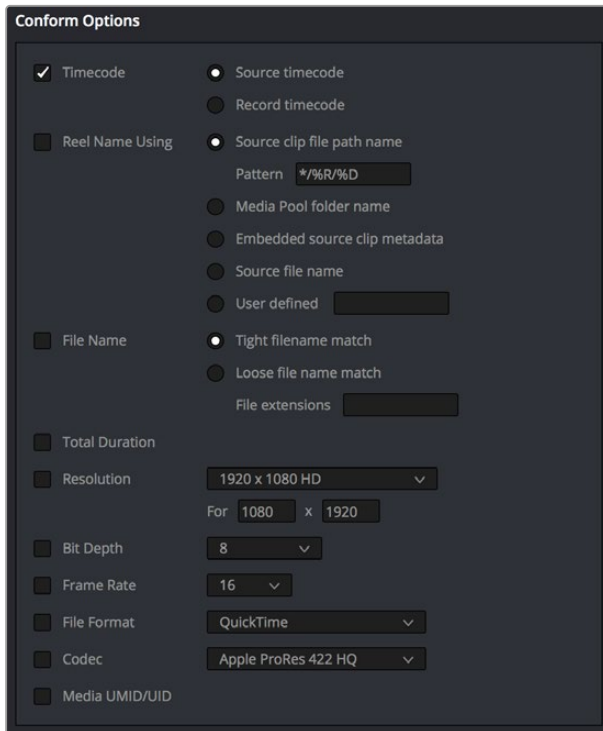 Conform Options
Timecode
Source timecode
Record timecode
Reel Name Using
Source clip file path name
Pattern */%R/%D
Media Pool folder name
Embedded source clip metadata
Source file name
User defined
File Name
Tight filename match
Loose file name match
File extensions
Total Duration
Resolution 1920 x 1080 HD
For 1080 x 1920
Bit Depth 8
Frame Rate 16
File Format QuickTime
Codec Apple ProRes 422 HQ
Media UMID/UID